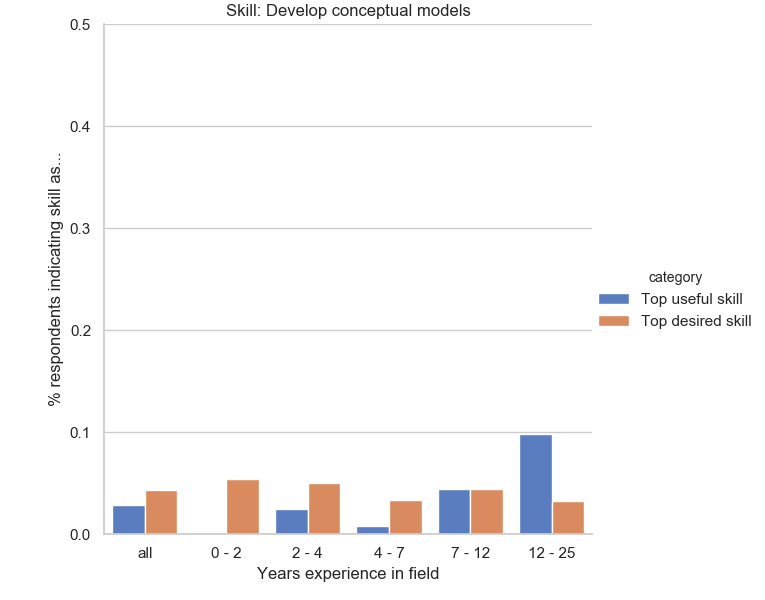 Skill: Develop conceptual models
0.5
0.4
0.3
0.2
0.1
0.0
% respondents indicating skill as...
all
0 - 2
2 - 4
4 - 7
7 - 12
12 - 25
Years experience in field
category
Top useful skill
Top desired skill